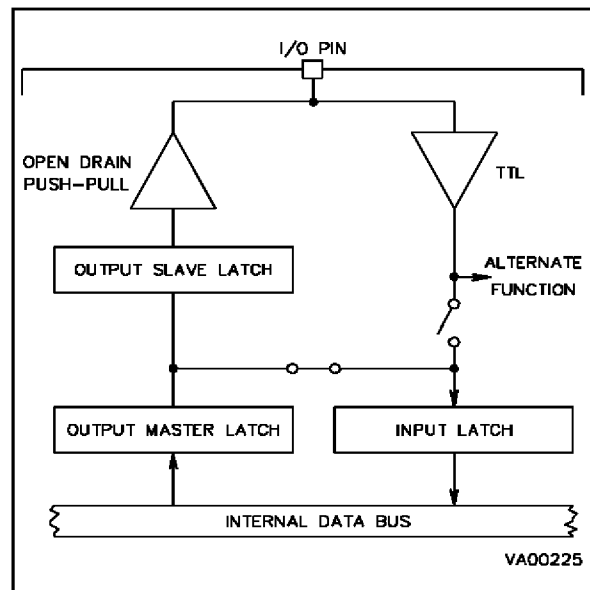 I/O PIN
OPEN DRAIN
PUSH-PULL
TTL
OUTPUT SLAVE LATCH
ALTERNATE
FUNCTION
OUTPUT MASTER LATCH
INPUT LATCH
INTERNAL DATA BUS
VA00225